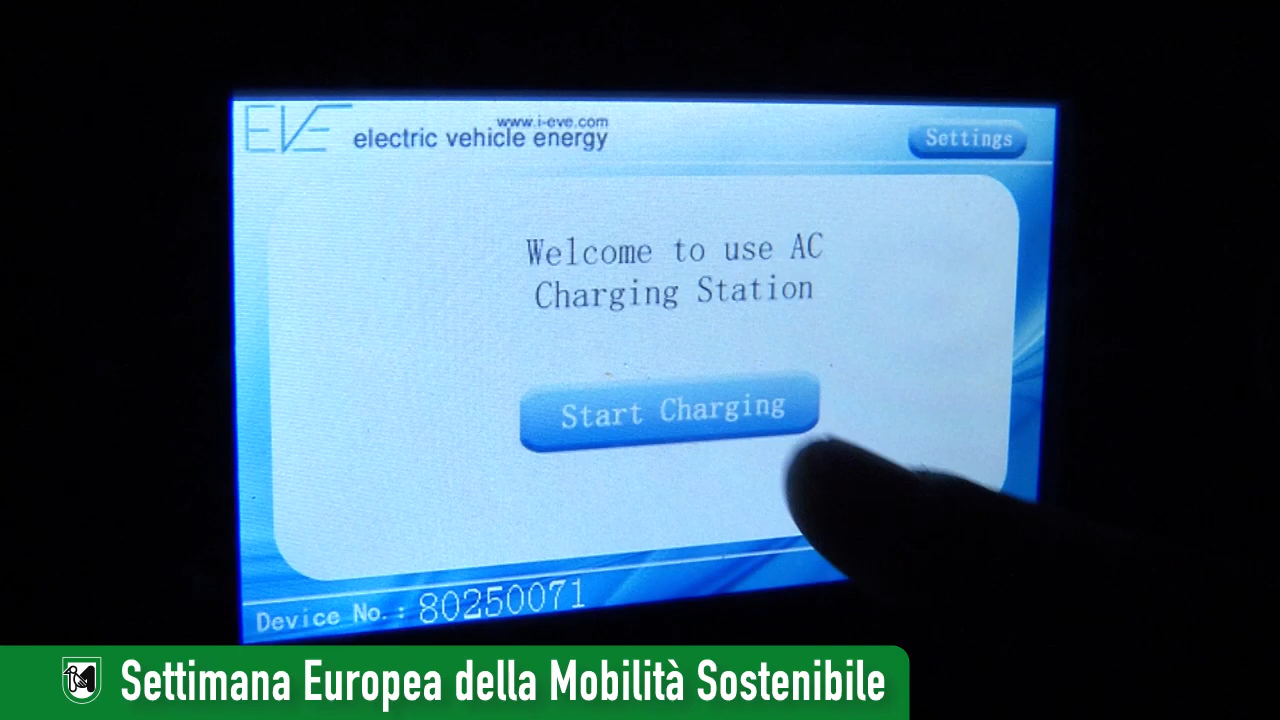 EVE
www.i-eve.com
electric vehicle energy
Settings
Welcome to use AC
Charging Station
Start Charging
Device No.: 80250071
Settimana Europea della Mobilità Sostenibile